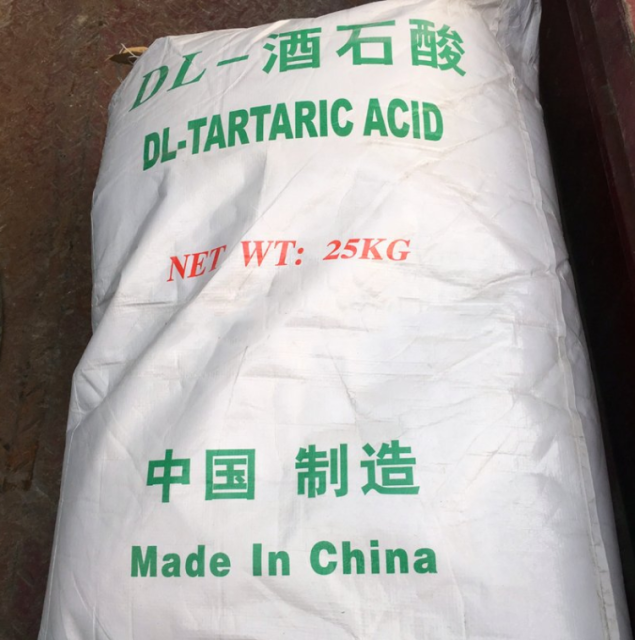 DL-酒石酸
DL-TARTARIC ACID
NET WT: 25KG
中国 制造
Made In China